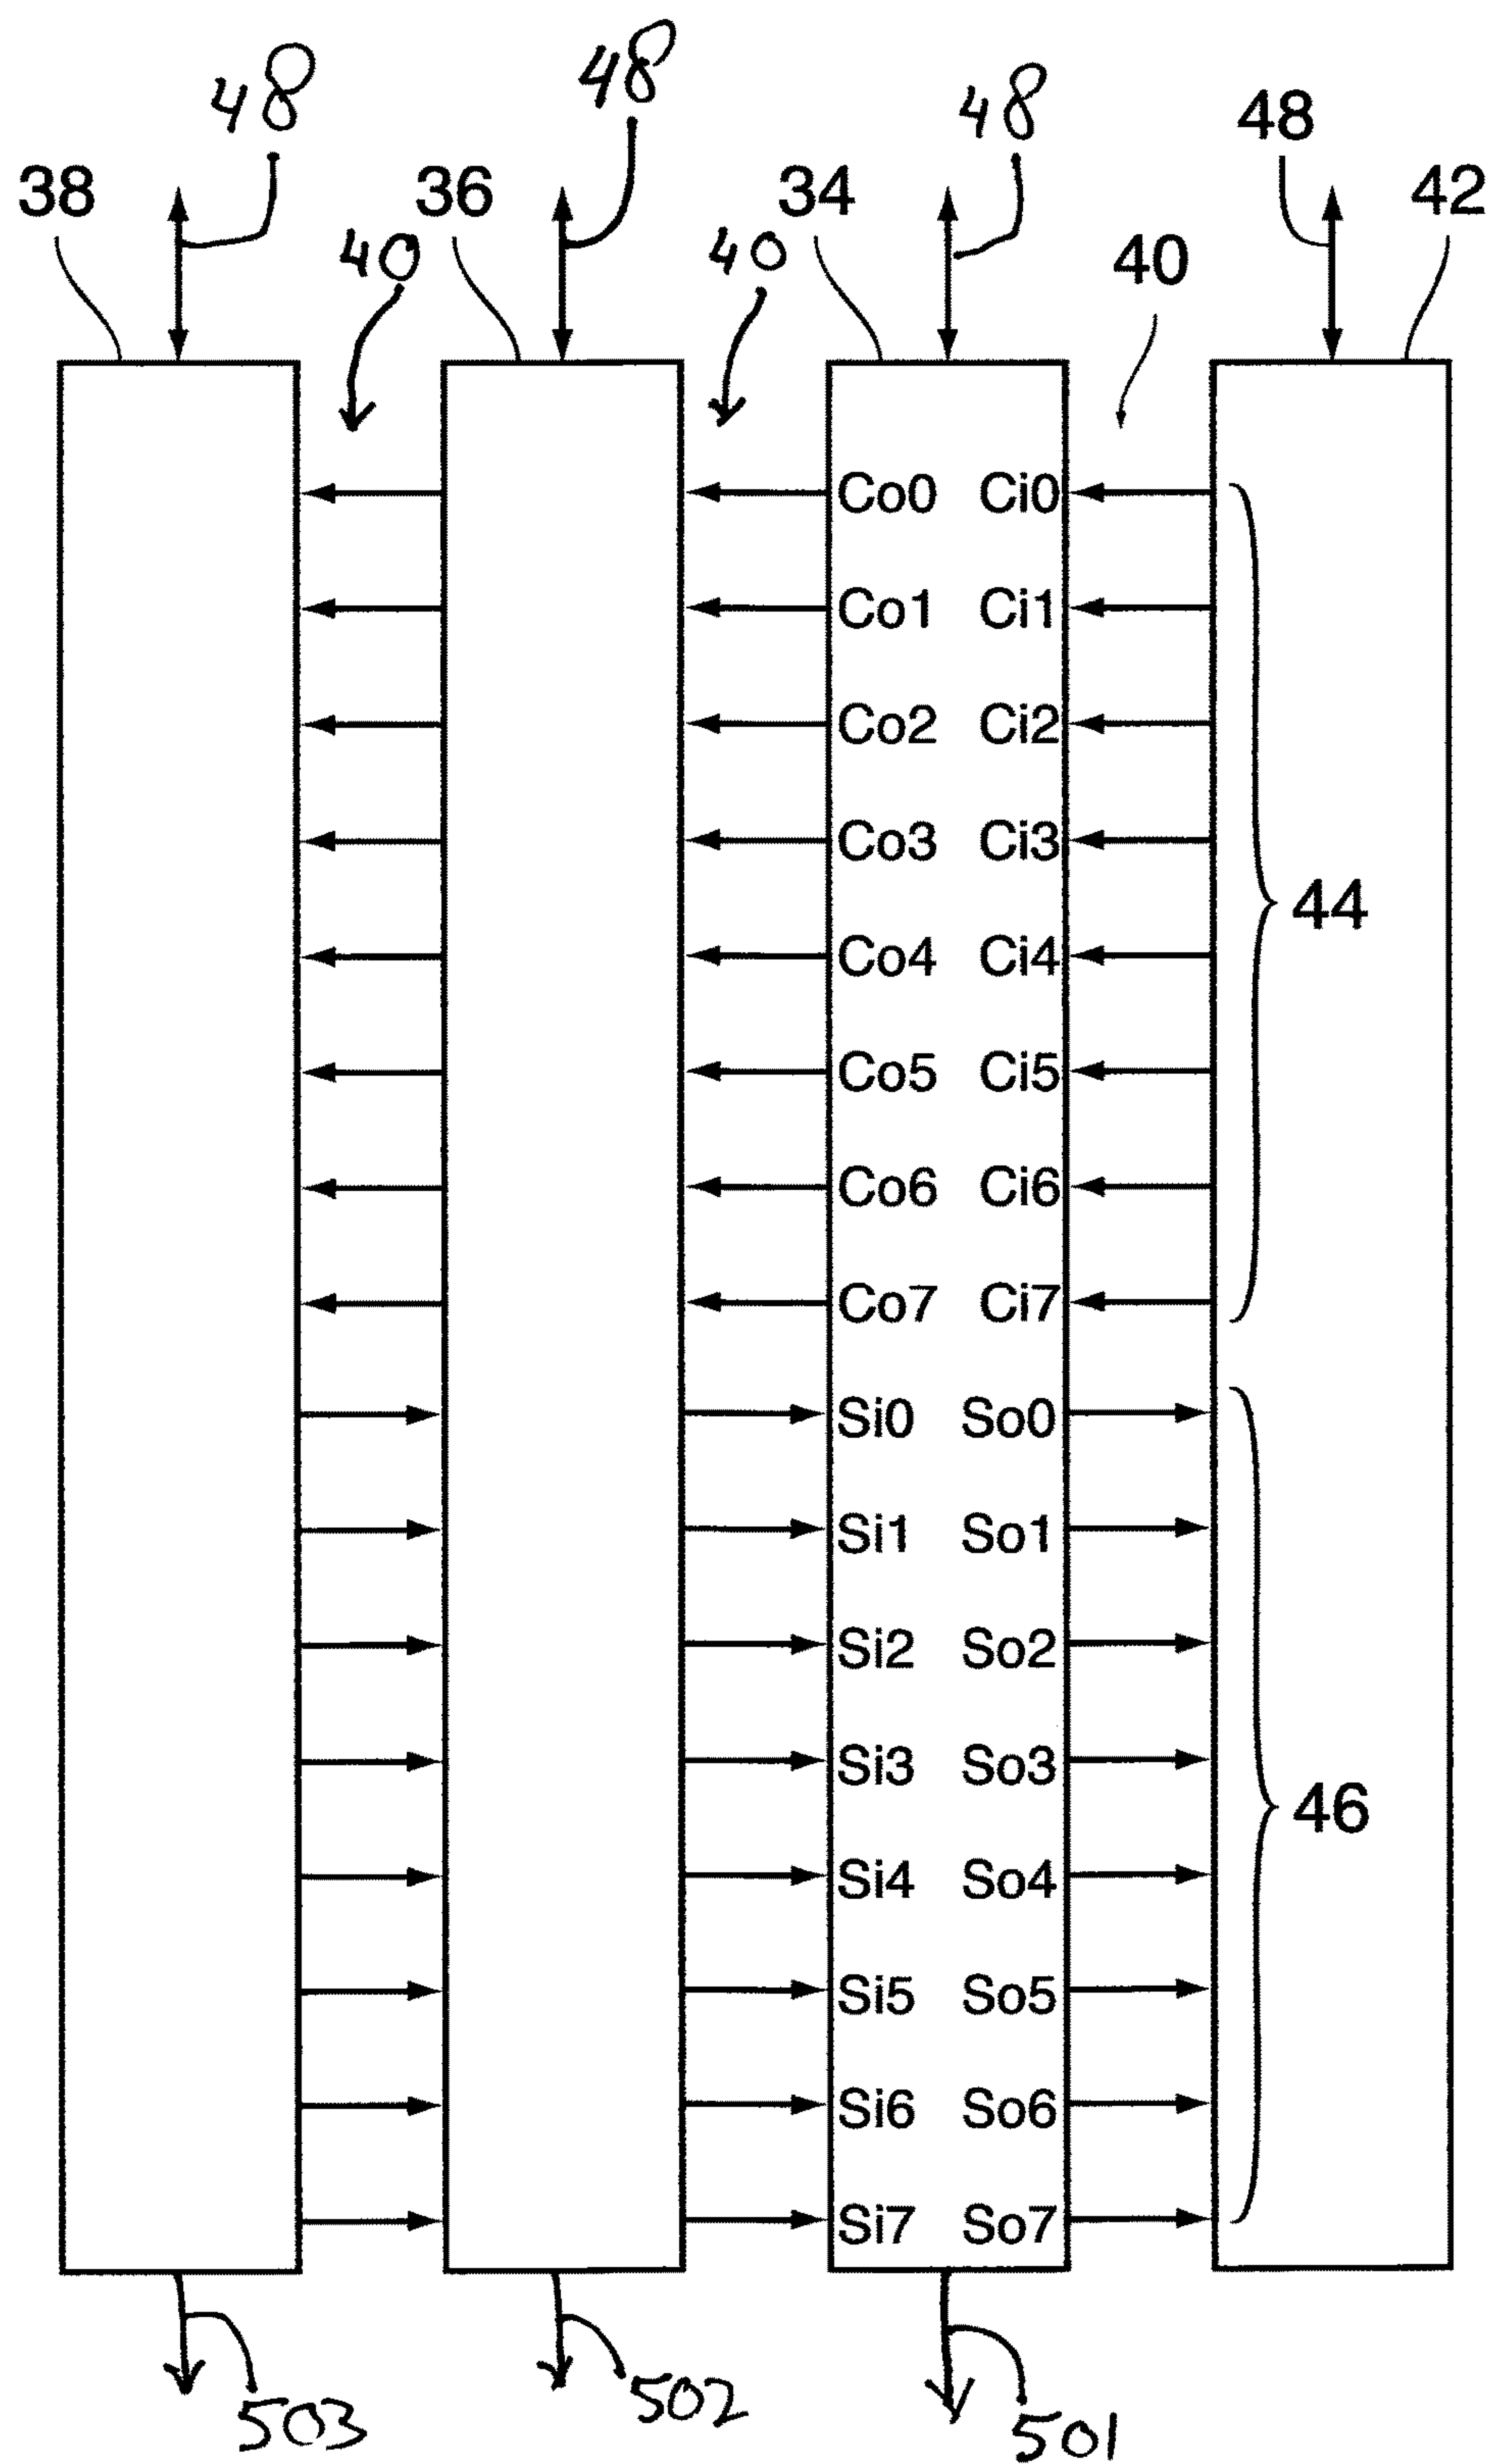 48 48 48 48
38 36 34 42
40 40 40
Co0 Ci0
Co1 Ci1
Co2 Ci2
Co3 Ci3
44
Co4 Ci4
Co5 Ci5
Co6 Ci6
Co7 Ci7
Si0 So0
Si1 So1
Si2 So2
Si3 So3
46
Si4 So4
Si5 So5
Si6 So6
Si7 So7
503 502 501